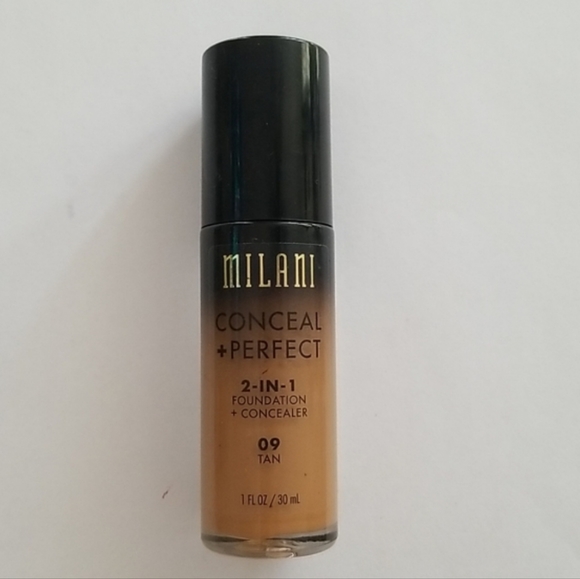 MILANI
CONCEAL
+PERFECT
2-IN-1
FOUNDATION
+ CONCEALER
09
TAN
1 FL OZ / 30 mL